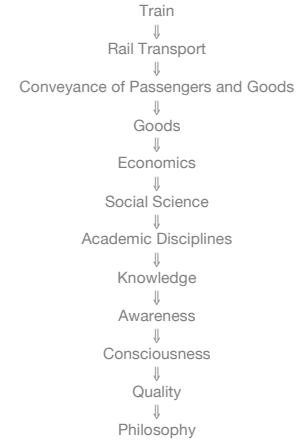 Train
⇓
Rail Transport
⇓
Conveyance of Passengers and Goods
⇓
Goods
⇓
Economics
⇓
Social Science
⇓
Academic Disciplines
⇓
Knowledge
⇓
Awareness
⇓
Consciousness
⇓
Quality
⇓
Philosophy